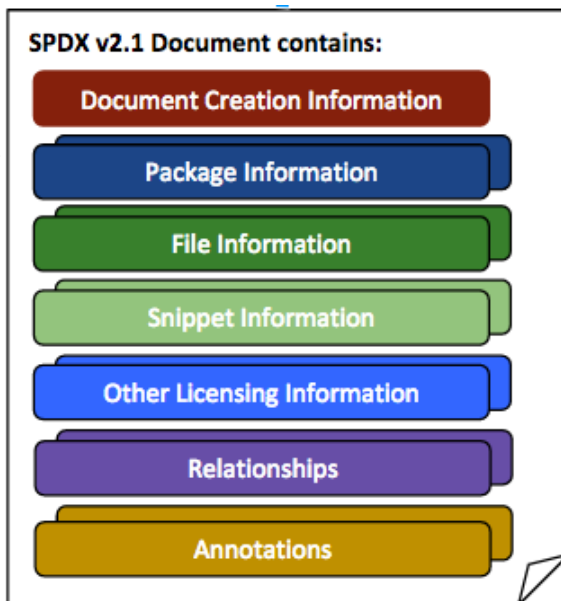 SPDX v2.1 Document contains:
Document Creation Information
Package Information
File Information
Snippet Information
Other Licensing Information
Relationships
Annotations